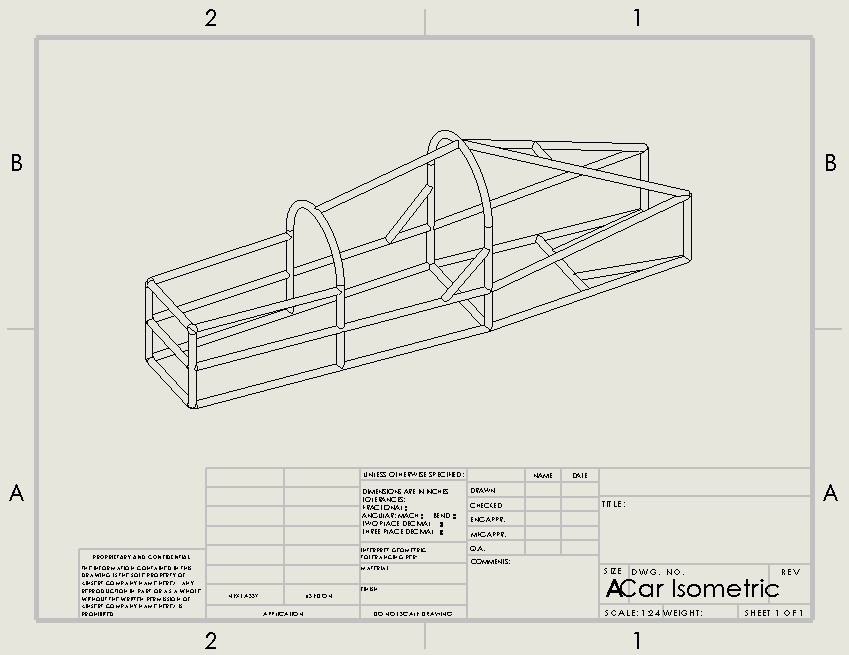 2 1
B B
A A
UNLESS OTHERWISE SPECIFIED:
NAME DATE
DIMENSIONS ARE IN INCHES
TOLERANCES:
FRACTIONAL±
ANGULAR: MACH± BEND ±
TWO PLACE DECIMAL ±
THREE PLACE DECIMAL ±
DRAWN
CHECKED
ENG APPR.
MFG APPR.
Q.A.
COMMENTS:
INTERPRET GEOMETRIC
TOLERANCING PER:
MATERIAL
FINISH
TITLE:
PROPRIETARY AND CONFIDENTIAL
THE INFORMATION CONTAINED IN THIS
DRAWING IS THE SOLE PROPERTY OF
<INSERT COMPANY NAME HERE>. ANY
REPRODUCTION IN PART OR AS A WHOLE
WITHOUT THE WRITTEN PERMISSION OF
<INSERT COMPANY NAME HERE> IS
PROHIBITED.
NEXT ASSY USED ON
APPLICATION
DO NOT SCALE DRAWING
SIZE DWG. NO. REV
A Car Isometric
SCALE: 1:24 WEIGHT: SHEET 1 OF 1
2 1